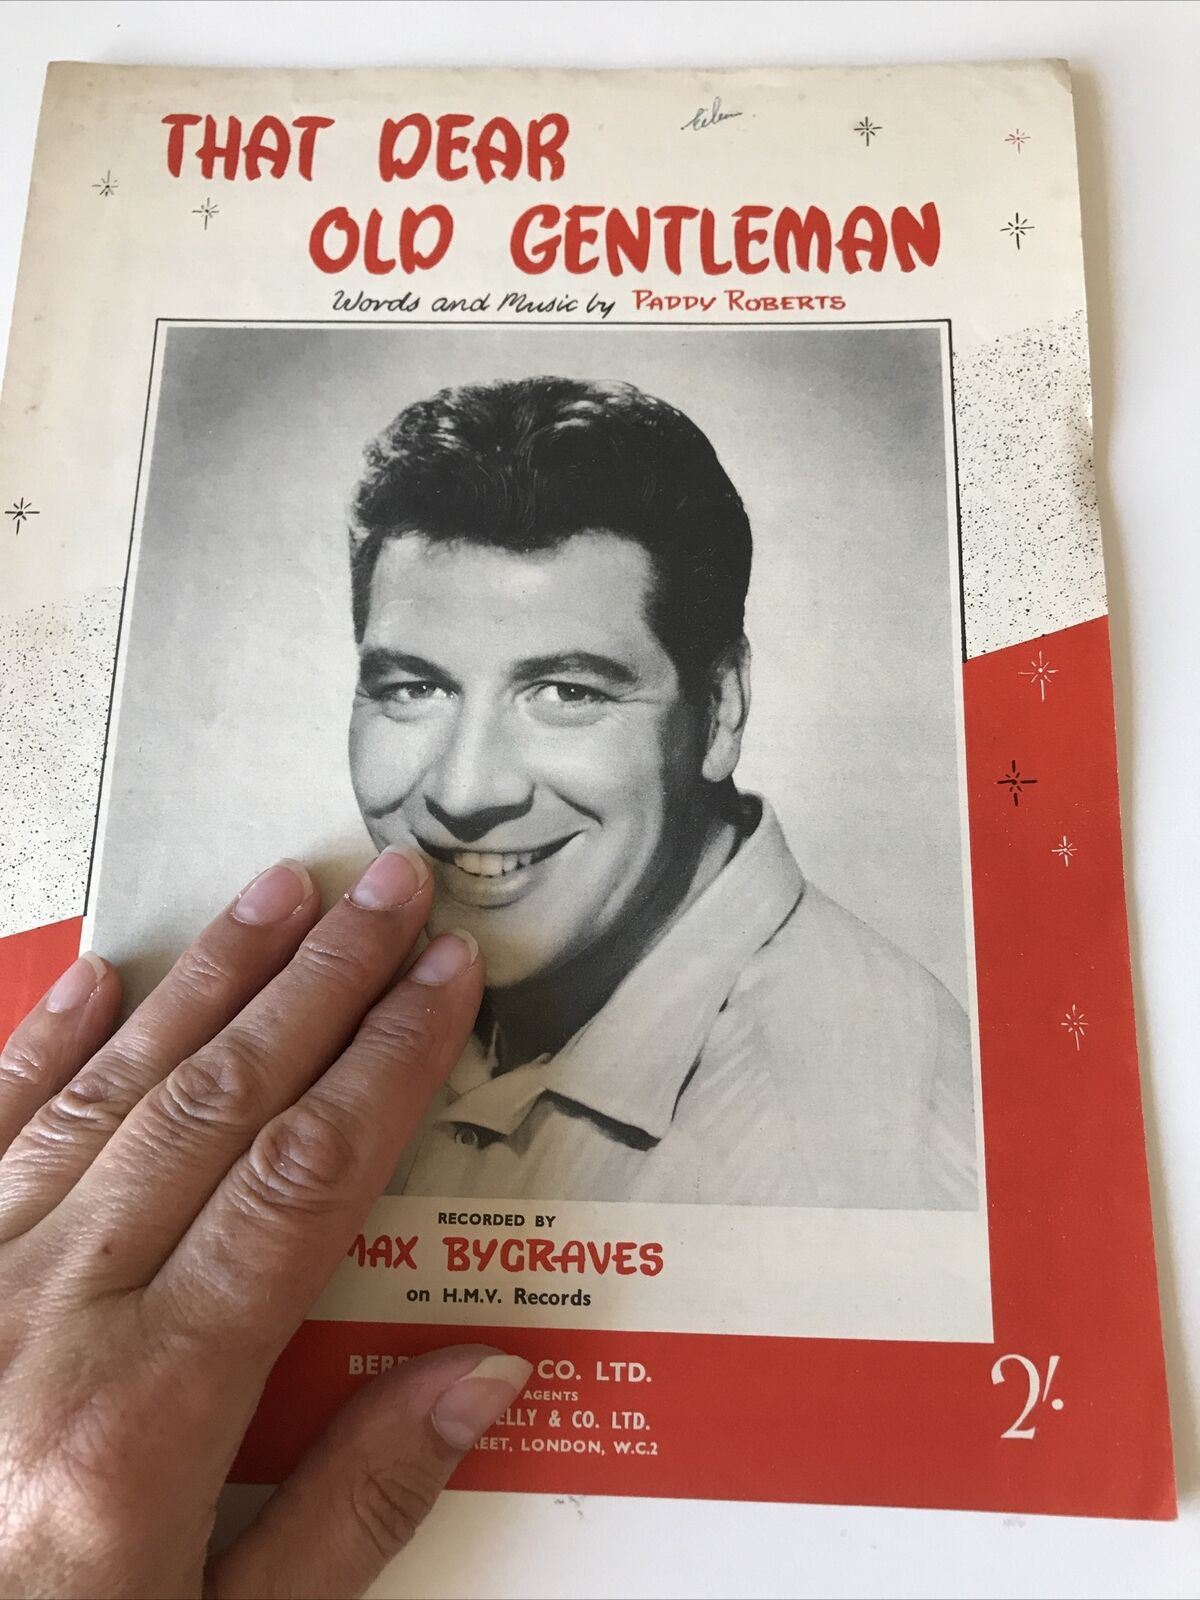 THAT DEAR
OLD GENTLEMAN
Words and Music by PADDY ROBERTS
RECORDED BY
MAX BYGRAVES
on H.M.V. Records
CO. LTD.
AGENTS
& CO. LTD.
LONDON, W.C.2
2/-